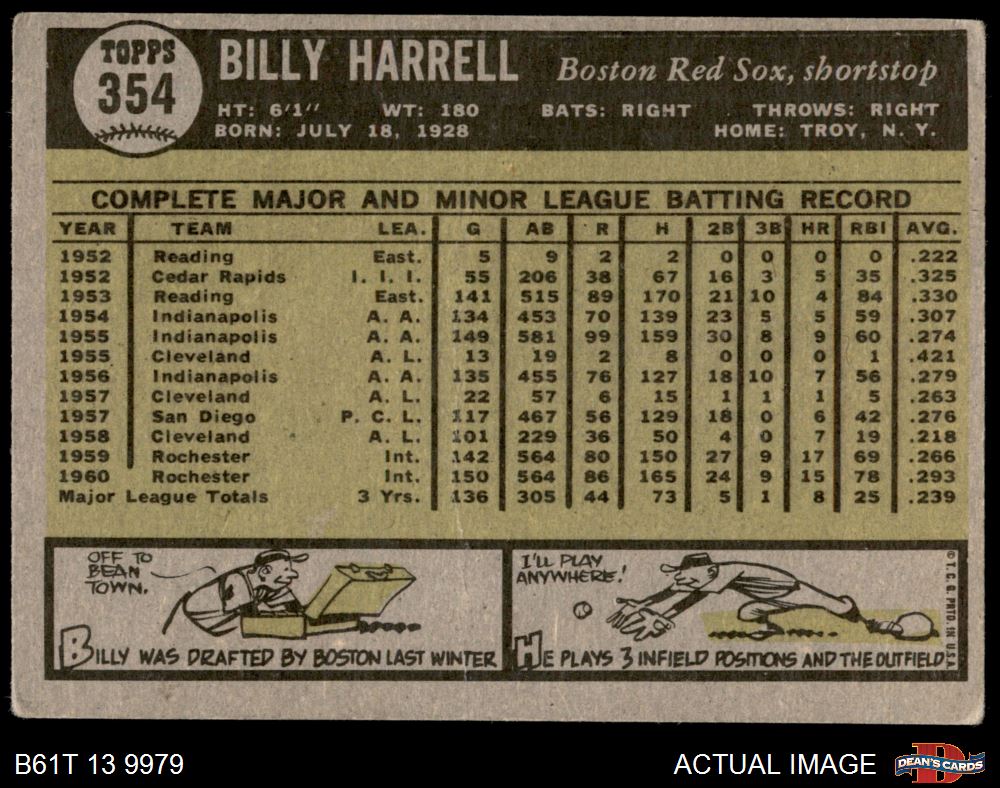 TOPPS
354
BILLY HARRELL Boston Red Sox, shortstop
HT: 6'1" WT: 180 BATS: RIGHT THROWS: RIGHT
BORN: JULY 18, 1928 HOME: TROY, N. Y.
COMPLETE MAJOR AND MINOR LEAGUE BATTING RECORD
YEAR TEAM LEA. G AB R H 2B 3B HR RBI AVG.
1952 Reading East. 5 9 2 2 0 0 0 0 .222
1952 Cedar Rapids I. I. I. 55 206 38 67 16 3 5 35 .325
1953 Reading East. 141 515 89 170 21 10 4 84 .330
1954 Indianapolis A. A. 134 453 70 139 23 5 5 59 .307
1955 Indianapolis A. A. 149 581 99 159 30 8 9 60 .274
1955 Cleveland A. L. 13 19 2 8 0 0 0 1 .421
1956 Indianapolis A. A. 135 455 76 127 18 10 7 56 .279
1957 Cleveland A. L. 22 57 6 15 1 1 1 5 .263
1957 San Diego P. C. L. 117 467 56 129 18 0 6 42 .276
1958 Cleveland A. L. 101 229 36 50 4 0 7 19 .218
1959 Rochester Int. 142 564 80 150 27 9 17 69 .266
1960 Rochester Int. 150 564 86 165 24 9 15 78 .293
Major League Totals 3 Yrs. 136 305 44 73 5 1 8 25 .239
OFF TO
BEAN
TOWN.
BILLY WAS DRAFTED BY BOSTON LAST WINTER
I'LL PLAY
ANYWHERE!
HE PLAYS 3 INFIELD POSITIONS AND THE OUTFIELD
© T. C. G. PRTD. IN U.S.A.
B61T 13 9979 ACTUAL IMAGE
DEAN'S CARDS